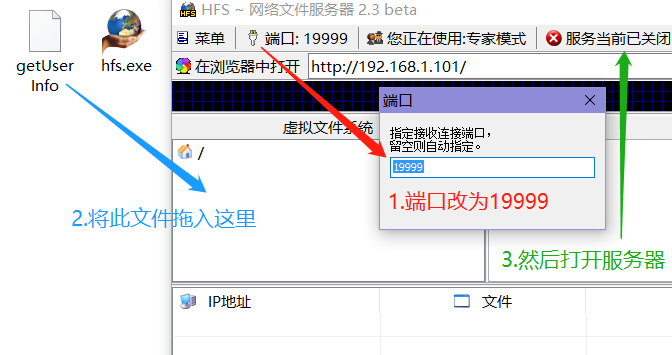 HFS ~ 网络文件服务器 2.3 beta
菜单
端口: 19999
您正在使用:专家模式
服务当前已关闭
getUser
Info
hfs.exe
在浏览器中打开
http://192.168.1.101/
端口
指定接收连接端口，
留空则自动指定。
19999
虚拟文件系统
/
1.端口改为19999
2.将此文件拖入这里
3.然后打开服务器
IP地址
文件